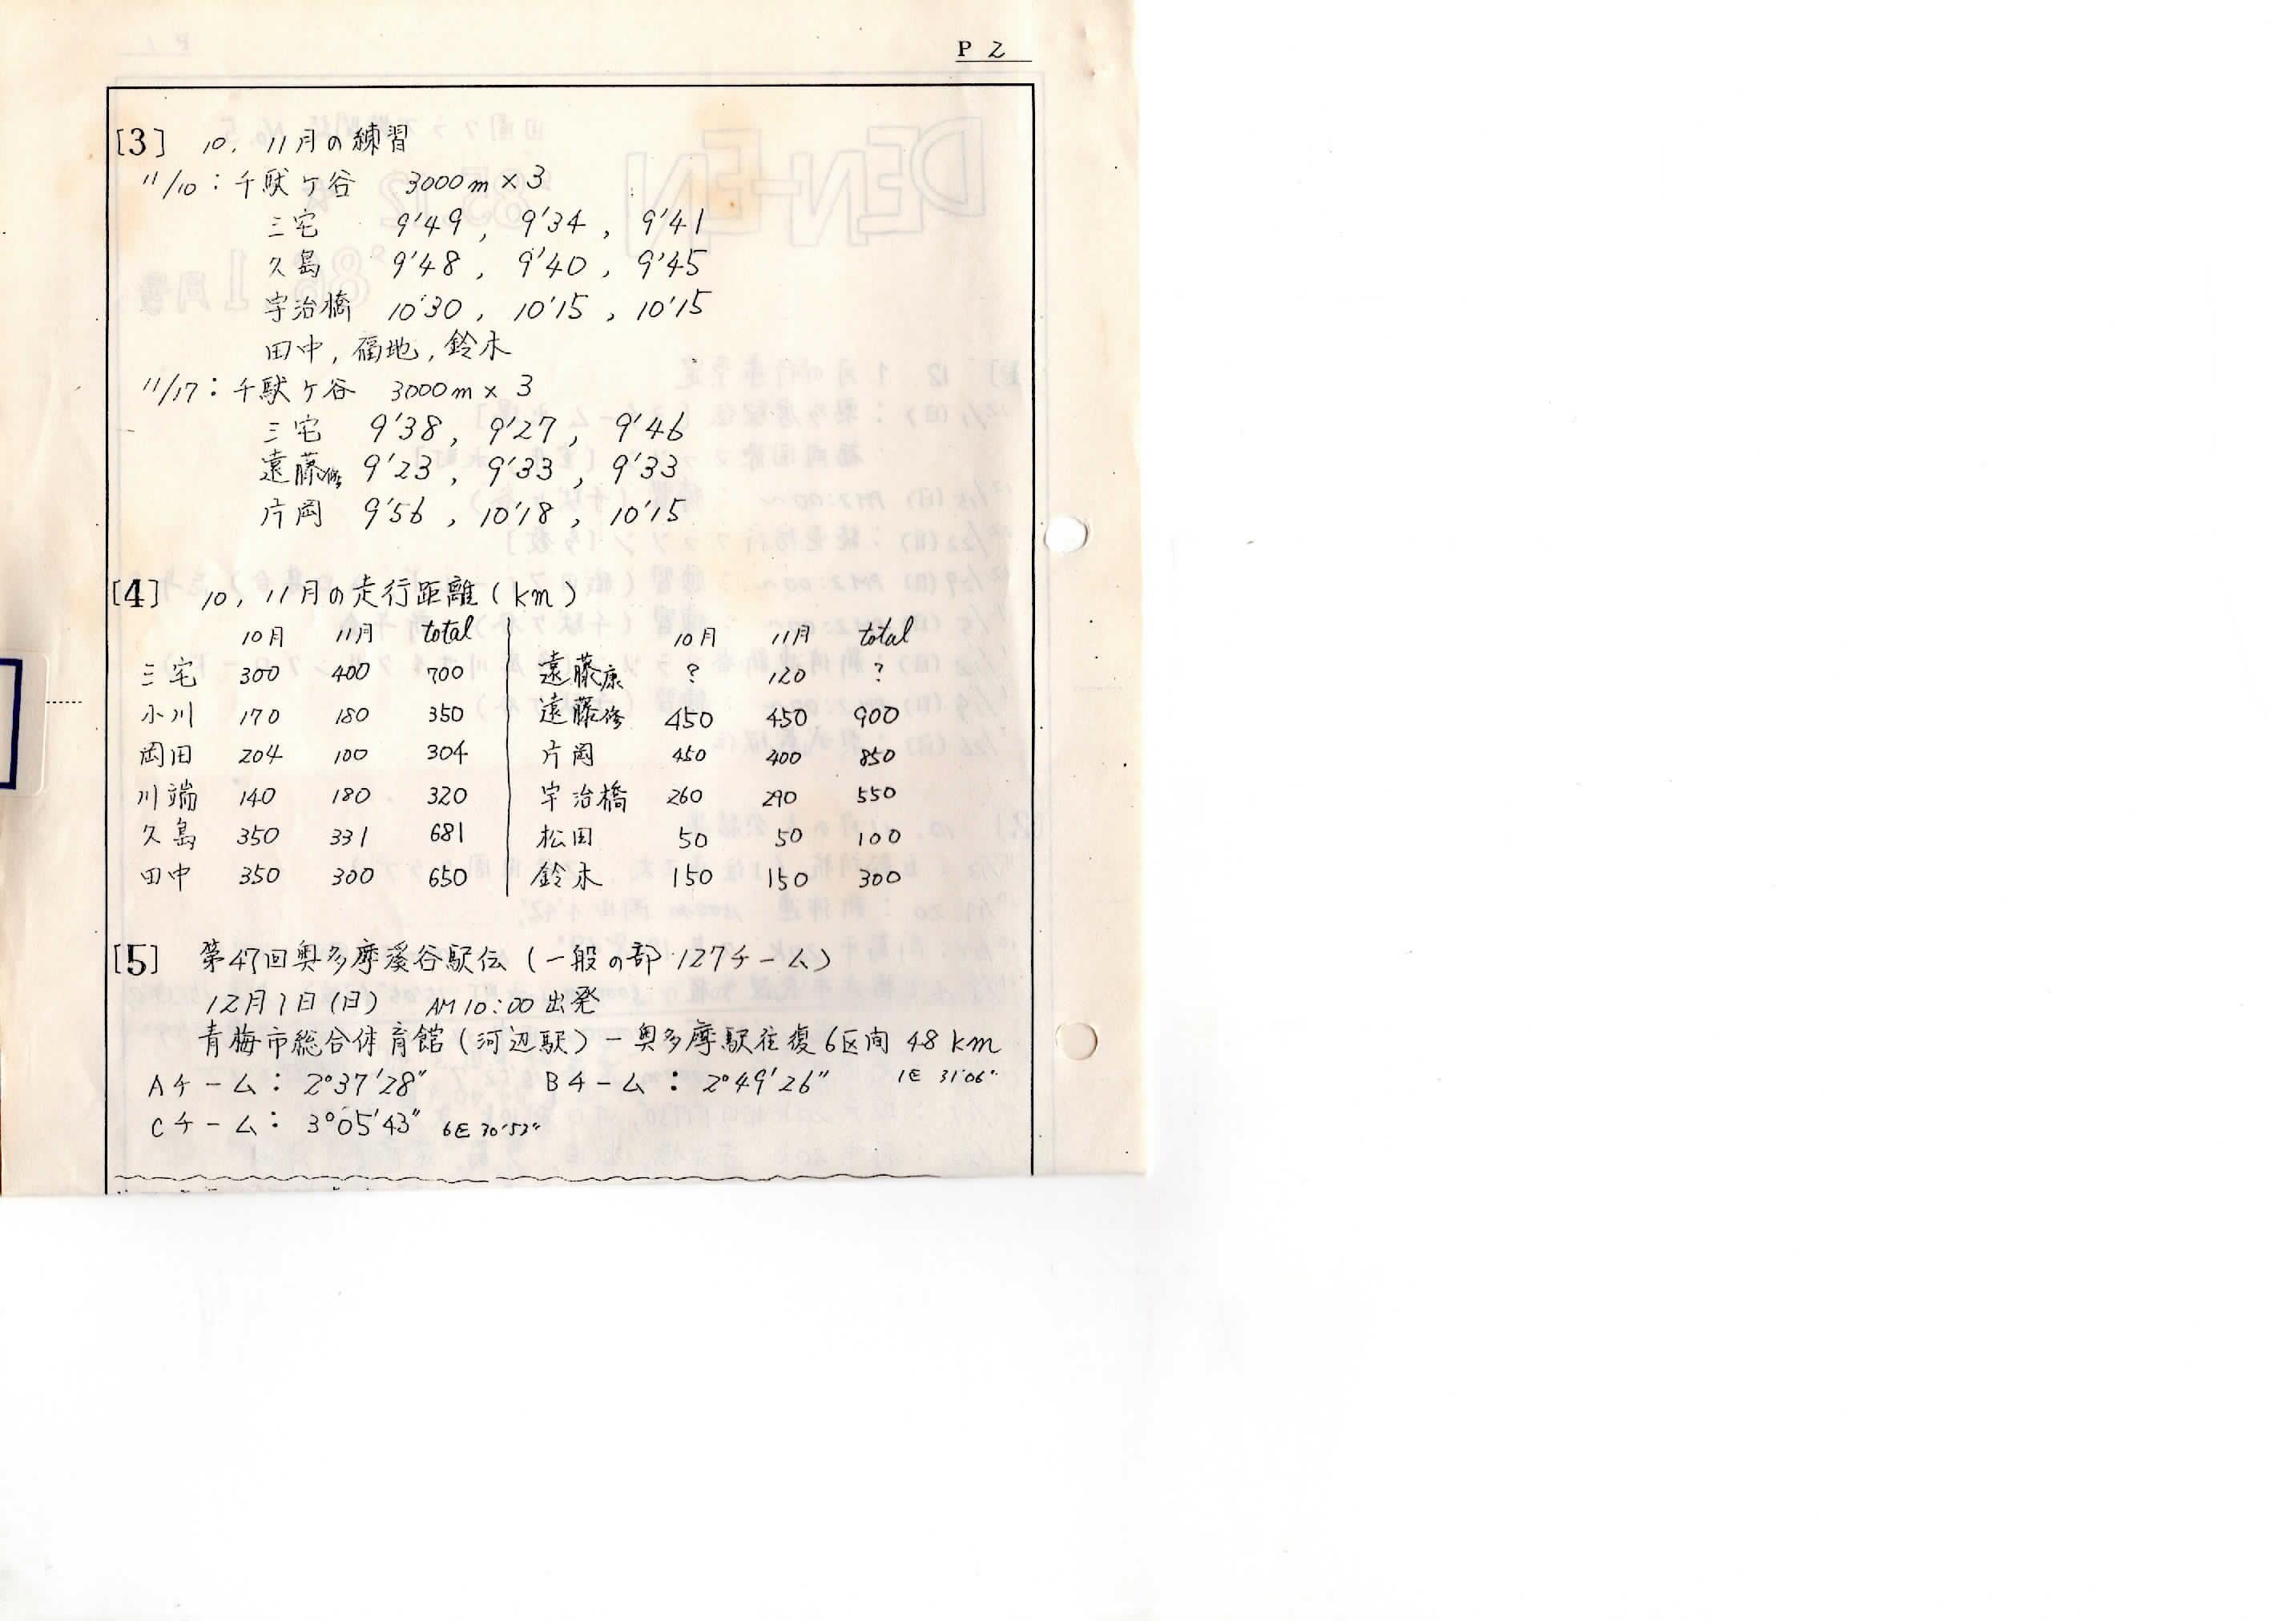 P 2
[3] 10, 11月の練習
11/10:千駄ケ谷 3000m×3
三宅 9'49, 9'34, 9'41
久島 9'48, 9'40, 9'45
宇治橋 10'30, 10'15, 10'15
田中, 福地, 鈴木
11/17:千駄ケ谷 3000m×3
三宅 9'38, 9'27, 9'46
遠藤修 9'23, 9'33, 9'33
片岡 9'56, 10'18, 10'15
[4] 10, 11月の走行距離(km)
10月 11月 total 10月 11月 total
三宅 300 400 700 遠藤康 ? 120 ?
小川 170 180 350 遠藤修 450 450 900
岡田 204 100 304 片岡 450 400 850
川端 140 180 320 宇治橋 260 290 550
久島 350 331 681 松田 50 50 100
田中 350 300 650 鈴木 150 150 300
[5] 第47回奥多摩溪谷駅伝(一般の部 127チーム)
12月1日(日) AM10:00出発
青梅市総合体育館(河辺駅)-奥多摩駅往復6区間 48km
Aチーム: 2°37'28" Bチーム: 2°49'26" 1E 31'06"
Cチーム: 3°05'43" 6E 30'53"